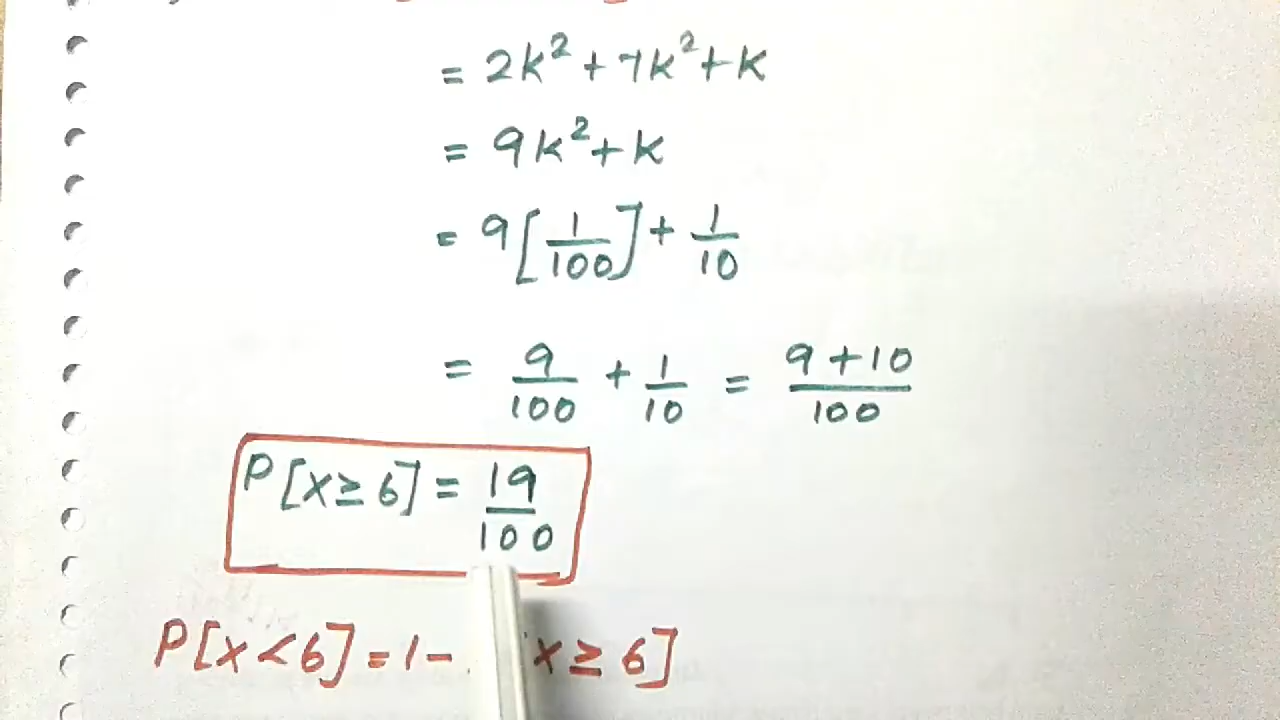 = 2k² + 7k² + k
= 9k² + k
= 9[1/100] + 1/10
= 9/100 + 1/10 = (9+10)/100
P[x ≥ 6] = 19/100
P[x < 6] = 1 - x ≥ 6]